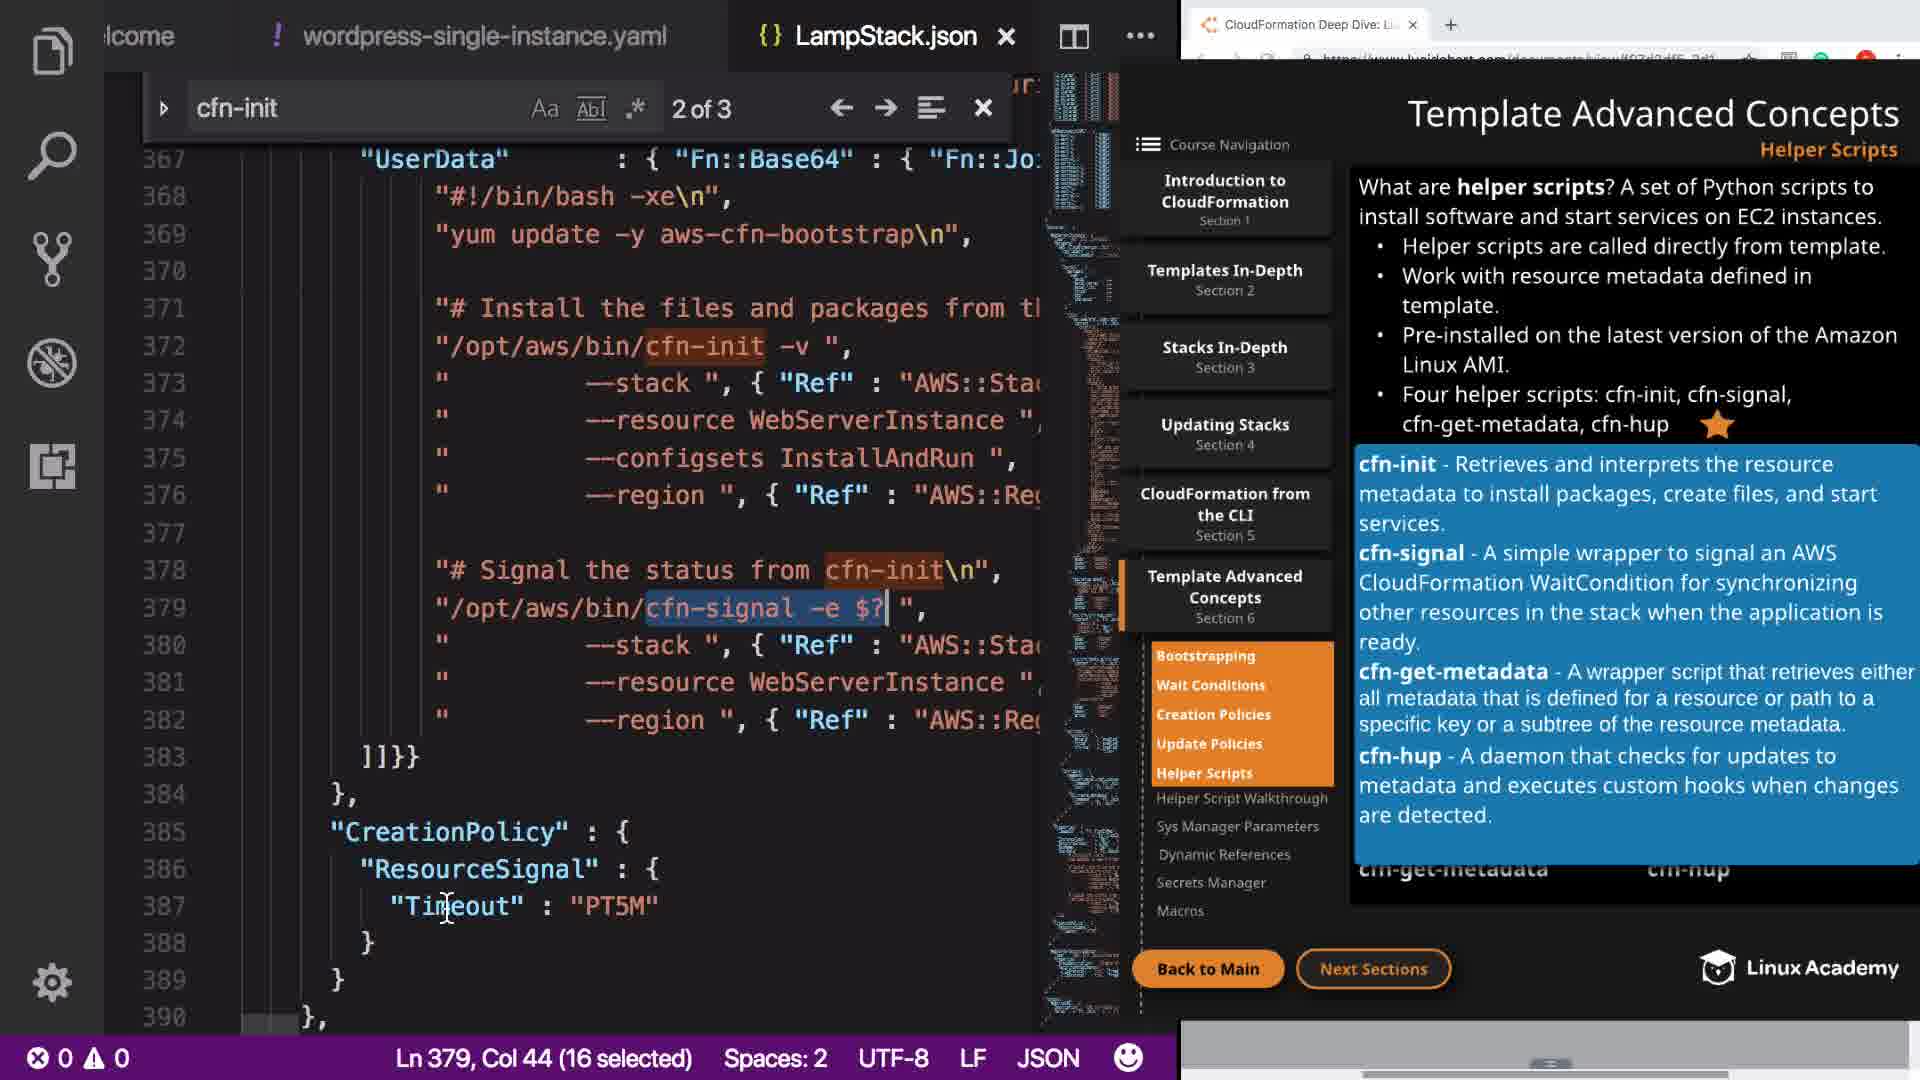 lcome
! wordpress-single-instance.yaml
{} LampStack.json
cfn-init
Aa Abl .* 2 of 3
367 "UserData" : { "Fn::Base64" : { "Fn::Jo
368 "#!/bin/bash -xe\n",
369 "yum update -y aws-cfn-bootstrap\n",
370
371 "# Install the files and packages from t
372 "/opt/aws/bin/cfn-init -v ",
373 " --stack ", { "Ref" : "AWS::Sta
374 " --resource WebServerInstance "
375 " --configsets InstallAndRun ",
376 " --region ", { "Ref" : "AWS::Re
377
378 "# Signal the status from cfn-init\n",
379 "/opt/aws/bin/cfn-signal -e $? ",
380 " --stack ", { "Ref" : "AWS::Sta
381 " --resource WebServerInstance "
382 " --region ", { "Ref" : "AWS::Re
383 ]]}}
384 },
385 "CreationPolicy" : {
386 "ResourceSignal" : {
387 "Timeout" : "PT5M"
388 }
389 }
390 },
0 0
Ln 379, Col 44 (16 selected) Spaces: 2 UTF-8 LF JSON
CloudFormation Deep Dive: Li
Template Advanced Concepts
Helper Scripts
Course Navigation
Introduction to
CloudFormation
Section 1
Templates In-Depth
Section 2
Stacks In-Depth
Section 3
Updating Stacks
Section 4
CloudFormation from
the CLI
Section 5
Template Advanced
Concepts
Section 6
Bootstrapping
Wait Conditions
Creation Policies
Update Policies
Helper Scripts
Helper Script Walkthrough
Sys Manager Parameters
Dynamic References
Secrets Manager
Macros
Back to Main
Next Sections
What are helper scripts? A set of Python scripts to
install software and start services on EC2 instances.
• Helper scripts are called directly from template.
• Work with resource metadata defined in
template.
• Pre-installed on the latest version of the Amazon
Linux AMI.
• Four helper scripts: cfn-init, cfn-signal,
cfn-get-metadata, cfn-hup
cfn-init - Retrieves and interprets the resource
metadata to install packages, create files, and start
services.
cfn-signal - A simple wrapper to signal an AWS
CloudFormation WaitCondition for synchronizing
other resources in the stack when the application is
ready.
cfn-get-metadata - A wrapper script that retrieves either
all metadata that is defined for a resource or path to a
specific key or a subtree of the resource metadata.
cfn-hup - A daemon that checks for updates to
metadata and executes custom hooks when changes
are detected.
cfn-get-metadata cfn-hup
Linux Academy